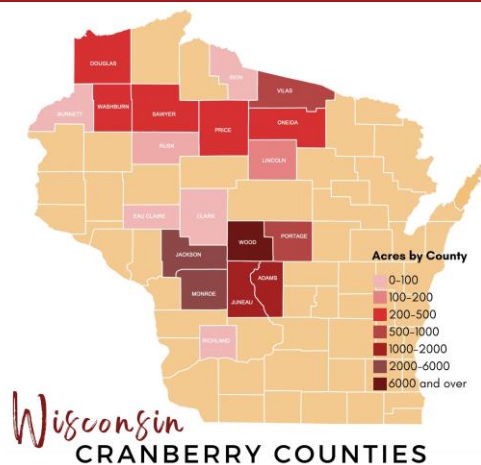 DOUGLAS
IRON
VILAS
BURNETT
WASHBURN
SAWYER
PRICE
ONEIDA
RUSK
LINCOLN
EAU CLAIRE
CLARK
WOOD
PORTAGE
JACKSON
ADAMS
MONROE
JUNEAU
RICHLAND
Acres by County
0-100
100-200
200-500
500-1000
1000-2000
2000-6000
6000 and over
Wisconsin
CRANBERRY COUNTIES